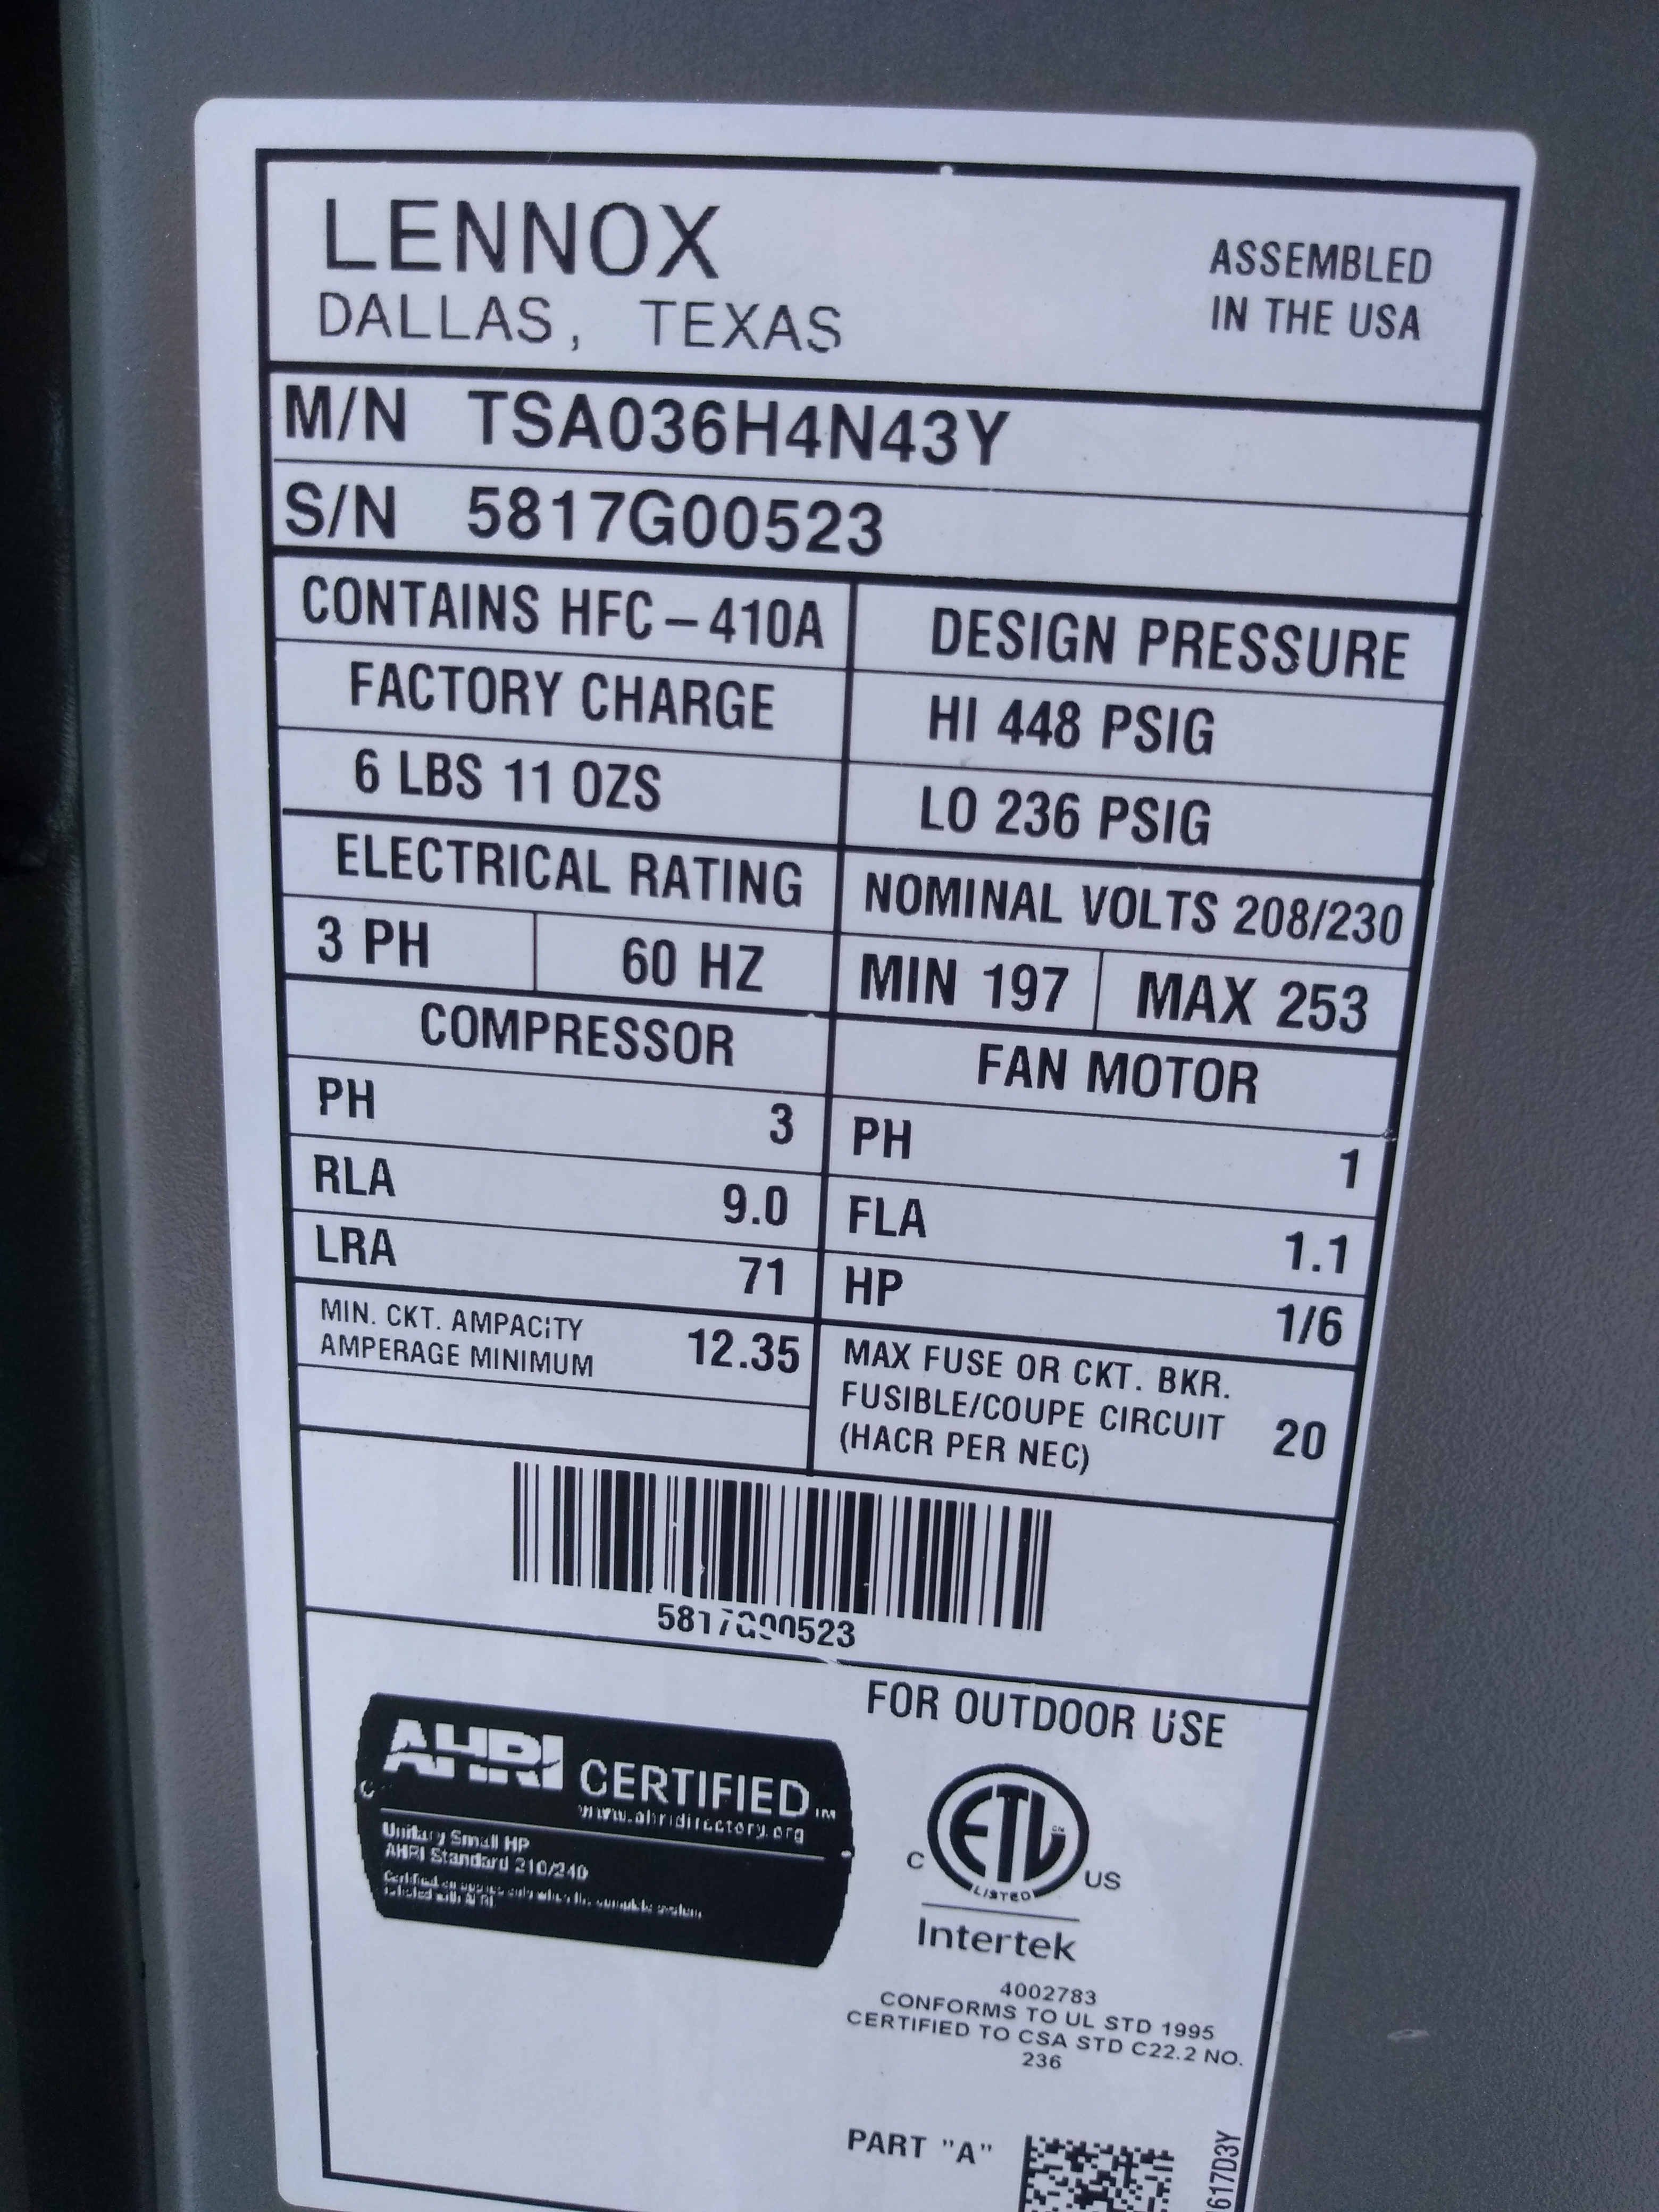 LENNOX
DALLAS, TEXAS
ASSEMBLED
IN THE USA
M/N TSA036H4N43Y
S/N 5817G00523
CONTAINS HFC-410A
DESIGN PRESSURE
FACTORY CHARGE
HI 448 PSIG
6 LBS 11 OZS
LO 236 PSIG
ELECTRICAL RATING
NOMINAL VOLTS 208/230
3 PH 60 HZ
MIN 197 MAX 253
COMPRESSOR
PH 3
RLA 9.0
LRA 71
FAN MOTOR
PH 1
FLA 1.1
HP 1/6
MIN. CKT. AMPACITY
AMPERAGE MINIMUM 12.35
MAX FUSE OR CKT. BKR.
FUSIBLE/COUPE CIRCUIT 20
(HACR PER NEC)
5817G00523
AHRI CERTIFIED™
www.ahridirectory.org
Unitary Small HP
AHRI Standard 210/240
FOR OUTDOOR USE
C ETL US
LISTED
Intertek
4002783
CONFORMS TO UL STD 1995
CERTIFIED TO CSA STD C22.2 NO.
236
PART "A"
617D3Y